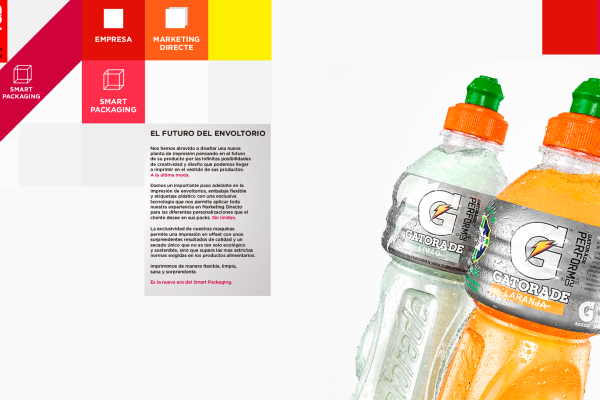 EMPRESA
MARKETING
DIRECTE
SMART
PACKAGING
SMART
PACKAGING
EL FUTURO DEL ENVOLTORIO
Nos hemos atrevido a diseñar una nueva
planta de impresión pensando en el futuro
de su producto por las infinitas posibilidades
de creatividad y diseño que podemos llegar
a imprimir en el vestido de sus productos.
A la última moda.
Damos un importante paso adelante en la
impresión de envoltorios, embalaje flexible
y etiquetaje plástico con una exclusiva
tecnología que nos permite aplicar toda
nuestra experiencia en Marketing Directo
para las diferentes personalizaciones que el
cliente desee en sus packs. Sin límites.
La exclusividad de nuestras maquinas
permite una impresión en offset con unos
sorprendentes resultados de calidad y un
secado único que no es tan solo ecológico
y sostenible, sino que supera las mas estrictas
normas exigidas en los productos alimentarios.
Imprimimos de manera flexible, limpia,
sana y sorprendente.
Es la nueva era del Smart Packaging.
G
GATORADE
LIMÃO
PERFORM
G
GATORADE
LARANJA
PERFORM
G